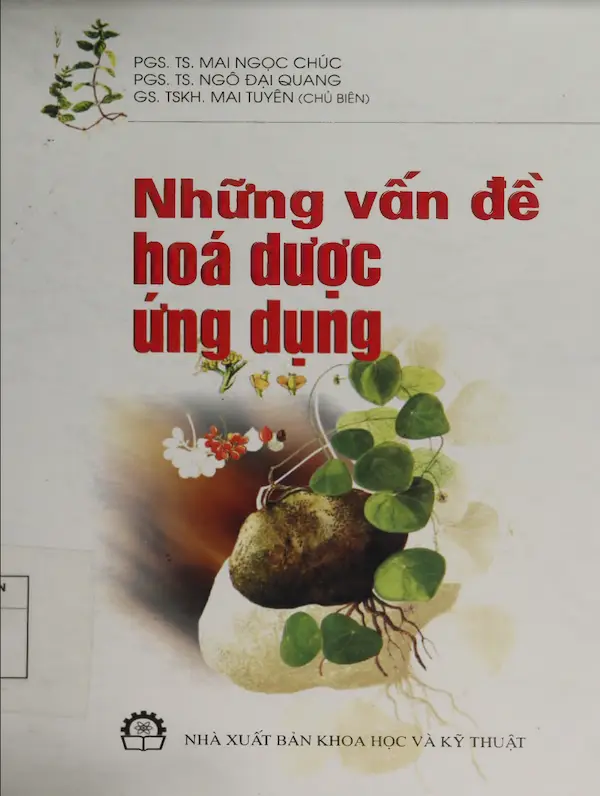 PGS. TS. MAI NGỌC CHÚC
PGS. TS. NGÔ ĐẠI QUANG
GS. TSKH. MAI TUYÊN (CHỦ BIÊN)
Những vấn đề
hoá dược
ứng dụng
N
NHÀ XUẤT BẢN KHOA HỌC VÀ KỸ THUẬT